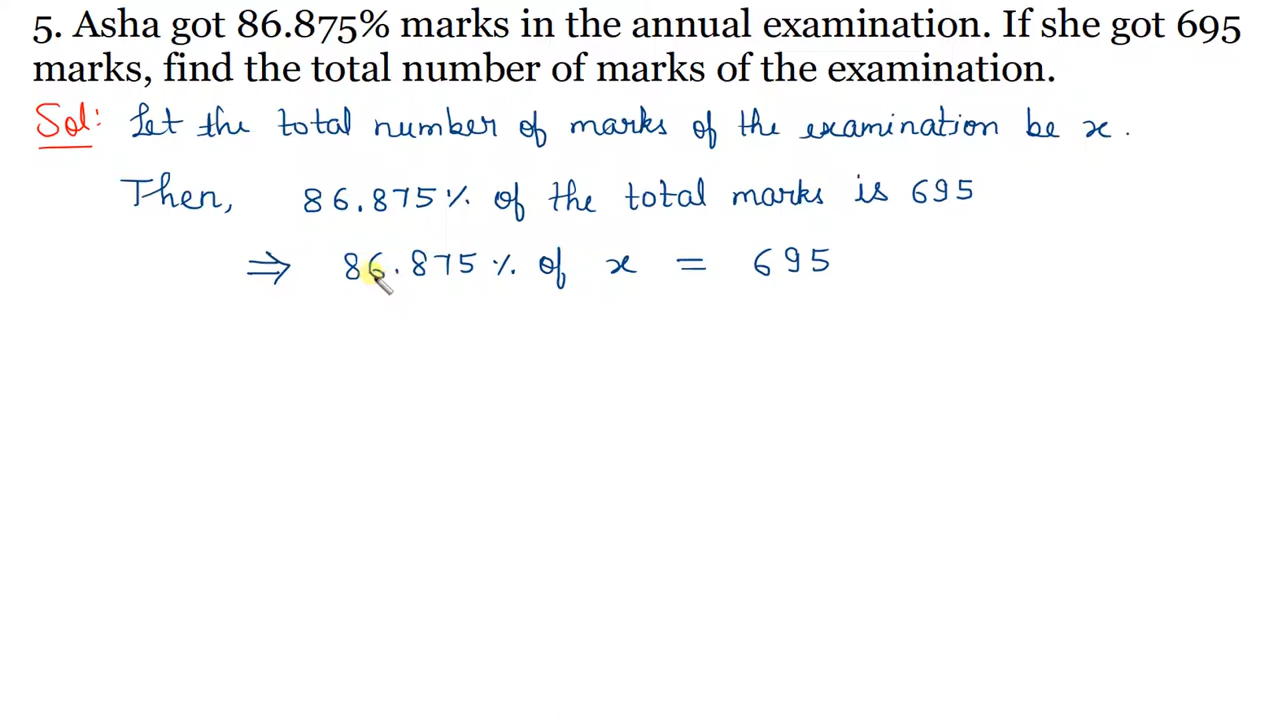 5. Asha got 86.875% marks in the annual examination. If she got 695
marks, find the total number of marks of the examination.
Sol: Let the total number of marks of the examination be x.
Then, 86.875% of the total marks is 695
⇒ 86.875% of x = 695